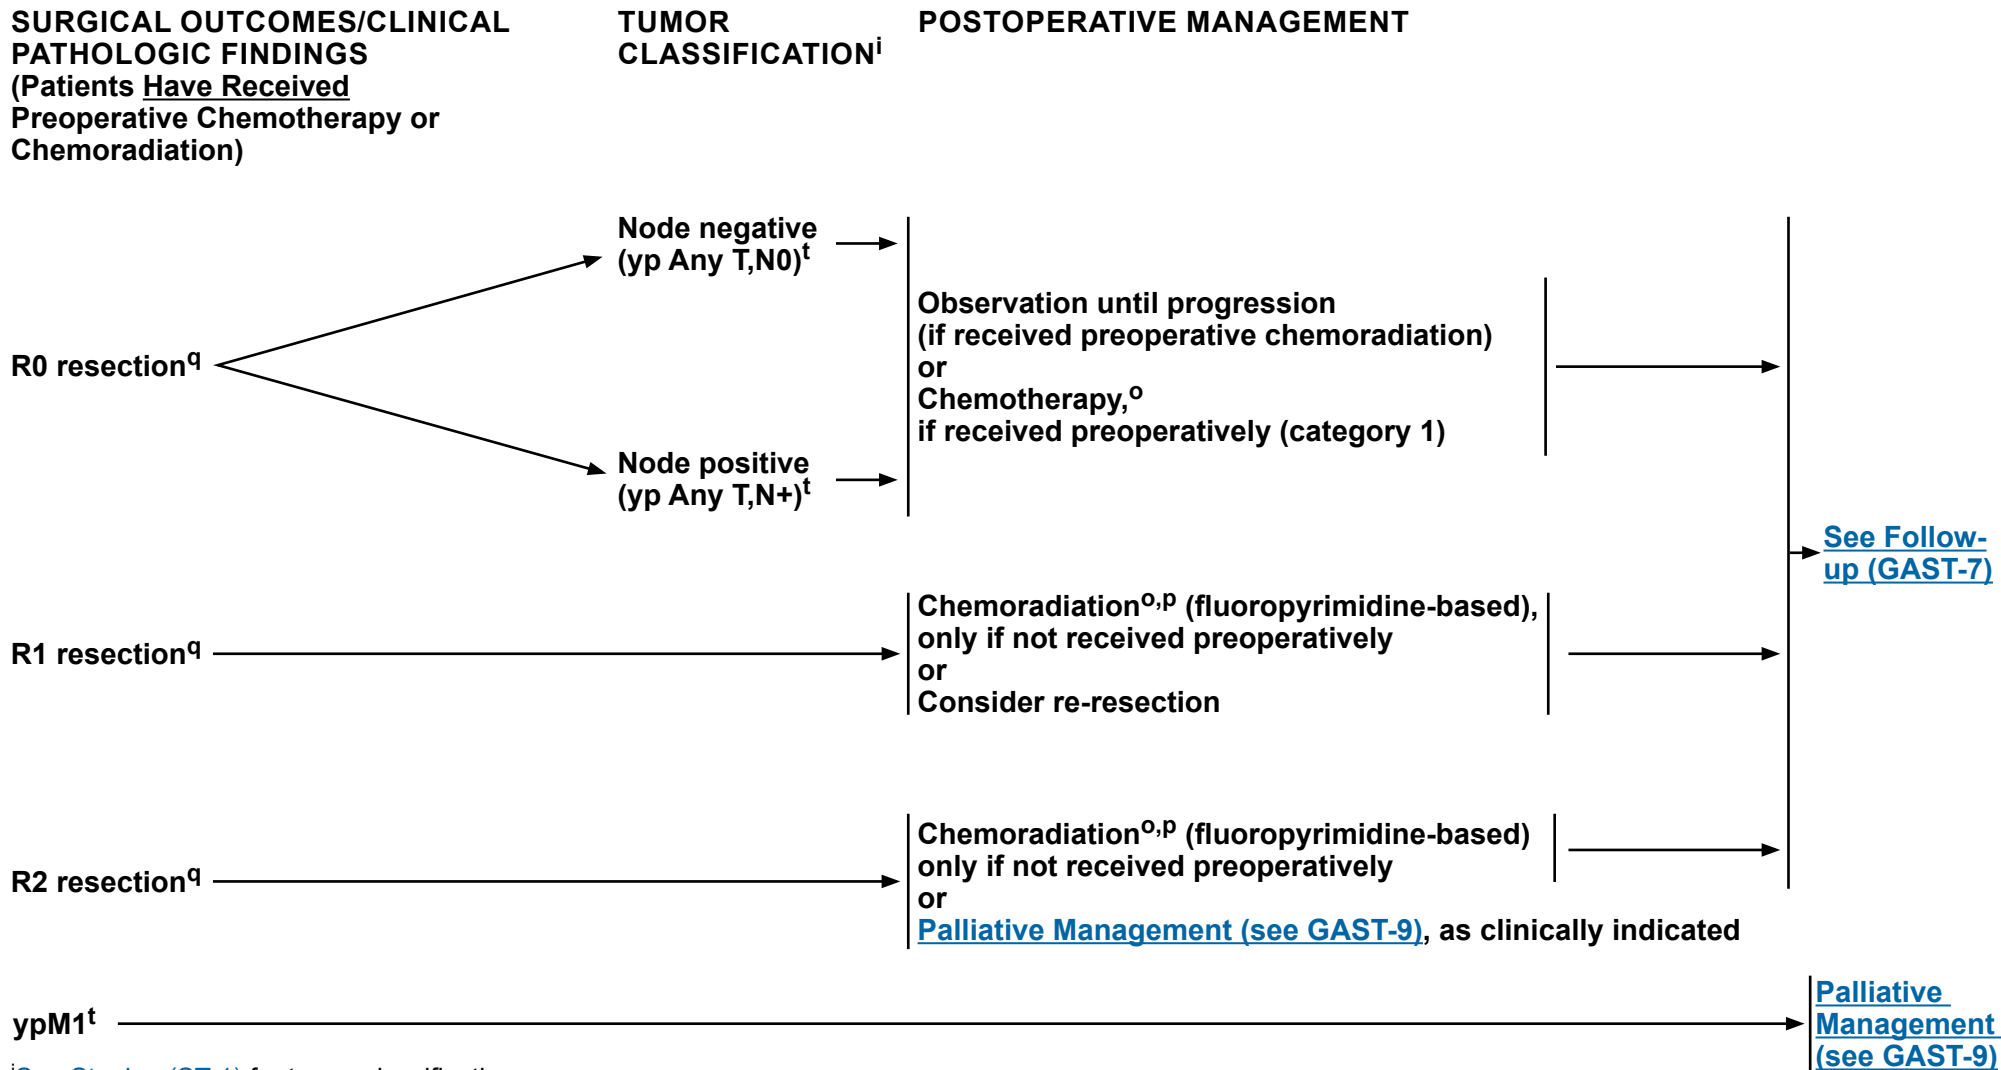 SURGICAL OUTCOMES/CLINICAL
PATHOLOGIC FINDINGS
(Patients Have Received
Preoperative Chemotherapy or
Chemoradiation)
TUMOR
CLASSIFICATIONi
POSTOPERATIVE MANAGEMENT
R0 resectionq
Node negative
(yp Any T,N0)t
Node positive
(yp Any T,N+)t
Observation until progression
(if received preoperative chemoradiation)
or
Chemotherapy,o
if received preoperatively (category 1)
R1 resectionq
Chemoradiationo,p (fluoropyrimidine-based),
only if not received preoperatively
or
Consider re-resection
R2 resectionq
Chemoradiationo,p (fluoropyrimidine-based)
only if not received preoperatively
or
Palliative Management (see GAST-9), as clinically indicated
See Follow-
up (GAST-7)
ypM1t
Palliative
Management
(see GAST-9)